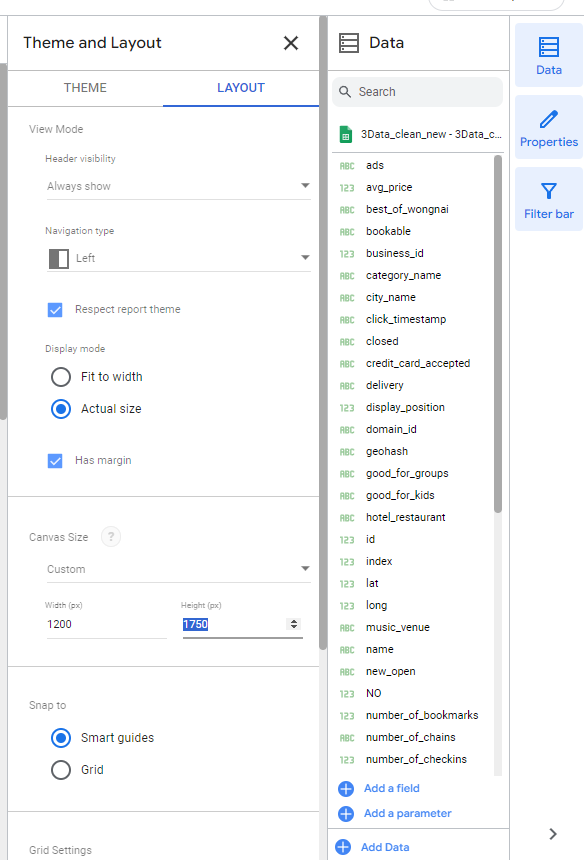 Theme and Layout
THEME
LAYOUT
View Mode
Header visibility
Always show
Navigation type
Left
Respect report theme
Display mode
Fit to width
Actual size
Has margin
Canvas Size ?
Custom
Width (px)
Height (px)
1200
1750
Snap to
Smart guides
Grid
Grid Settings
Data
Search
3Data_clean_new - 3Data_c...
ABC ads
123 avg_price
ABC best_of_wongnai
ABC bookable
123 business_id
ABC category_name
ABC city_name
ABC click_timestamp
ABC closed
ABC credit_card_accepted
ABC delivery
123 display_position
ABC domain_id
ABC geohash
ABC good_for_groups
ABC good_for_kids
ABC hotel_restaurant
123 id
123 index
123 lat
123 long
ABC music_venue
ABC name
ABC new_open
123 NO
123 number_of_bookmarks
123 number_of_chains
123 number_of_checkins
Add a field
Add a parameter
Add Data
Data
Properties
Filter bar